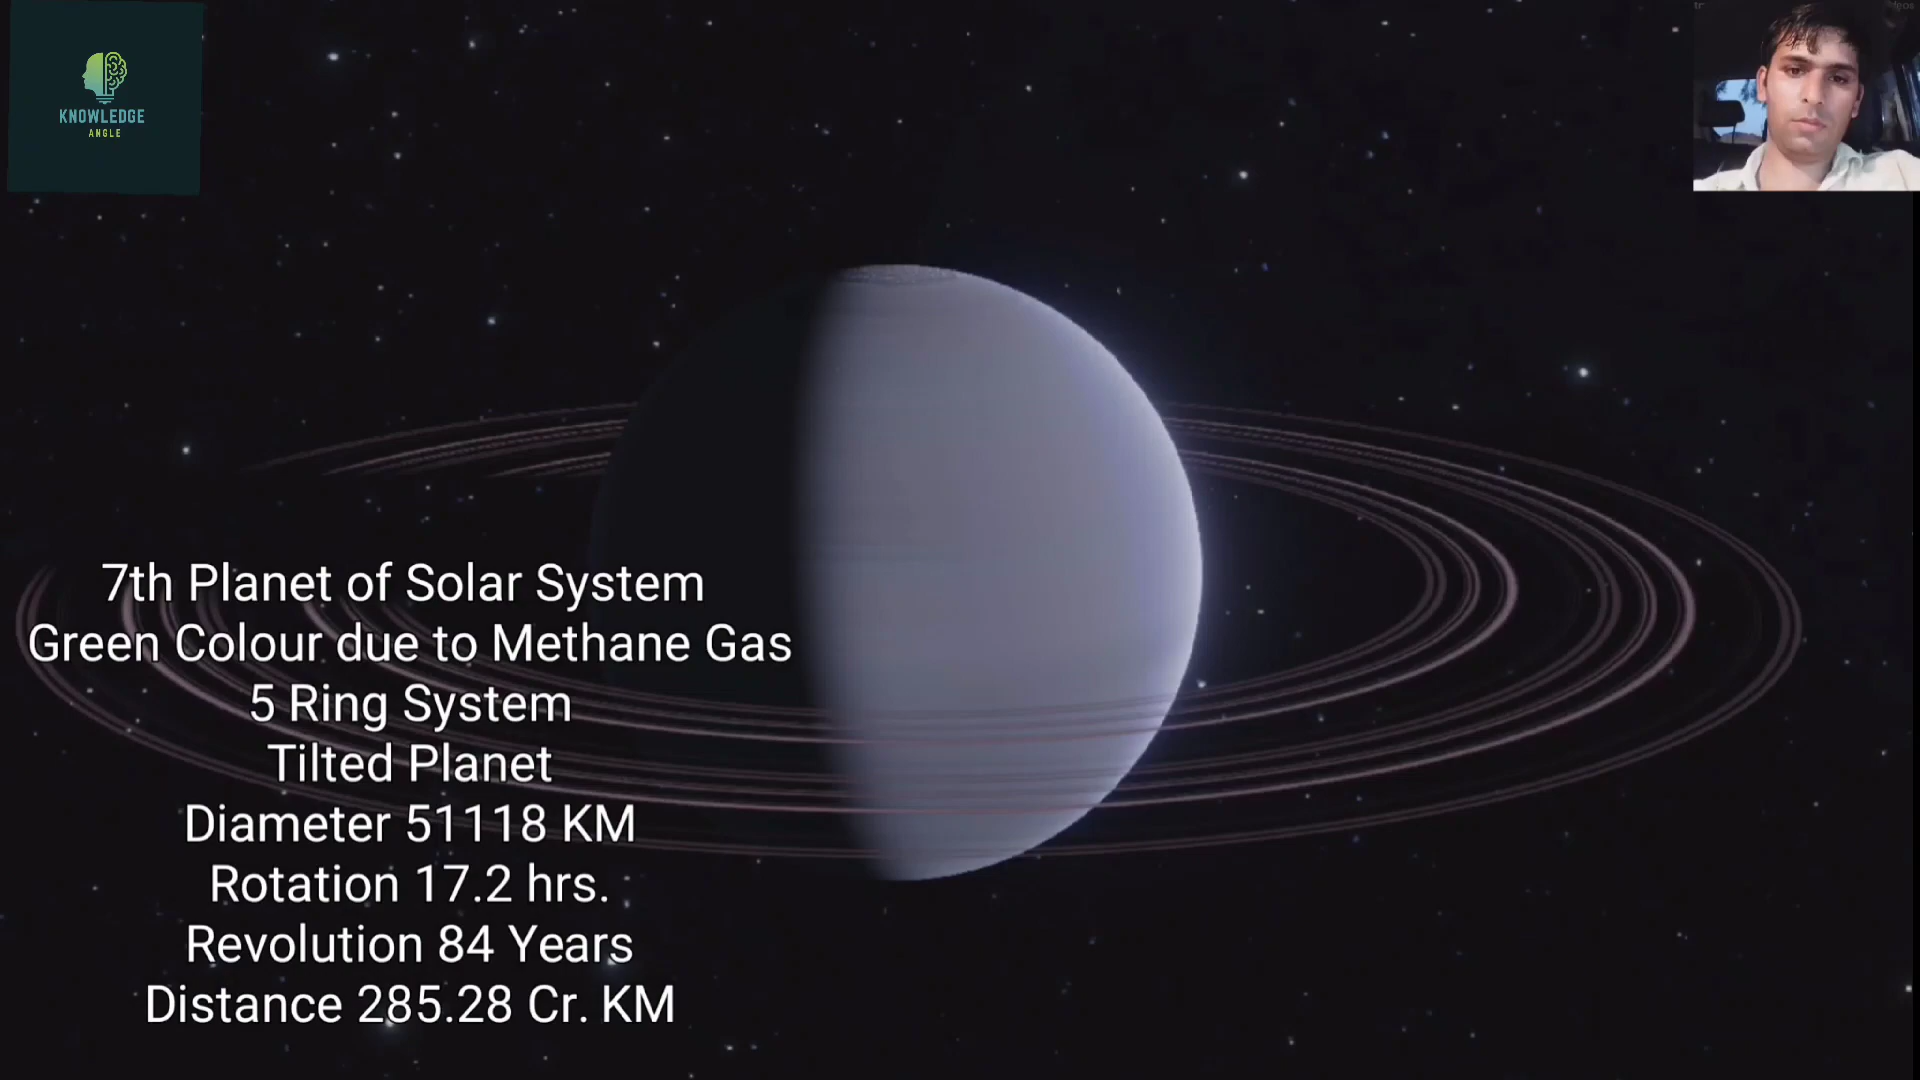 KNOWLEDGE
ANGLE
7th Planet of Solar System
Green Colour due to Methane Gas
5 Ring System
Tilted Planet
Diameter 51118 KM
Rotation 17.2 hrs.
Revolution 84 Years
Distance 285.28 Cr. KM